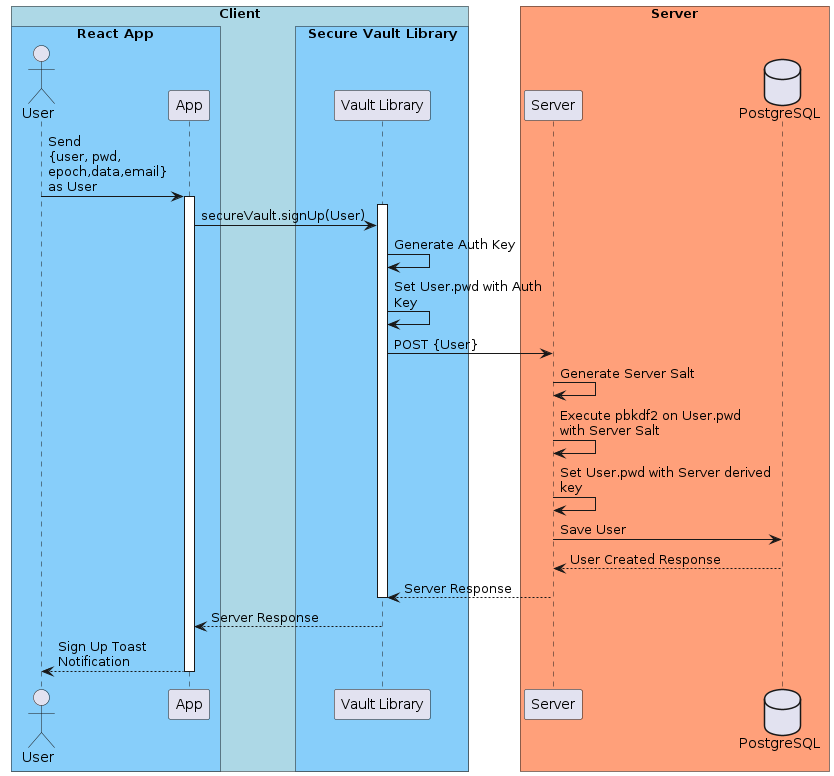 Client
Server
React App
Secure Vault Library
User
App
Vault Library
Server
PostgreSQL
Send
{user, pwd,
epoch,data,email}
as User
secureVault.signUp(User)
Generate Auth Key
Set User.pwd with Auth
Key
POST {User}
Generate Server Salt
Execute pbkdf2 on User.pwd
with Server Salt
Set User.pwd with Server derived
key
Save User
User Created Response
Server Response
Server Response
Sign Up Toast
Notification
User
App
Vault Library
Server
PostgreSQL